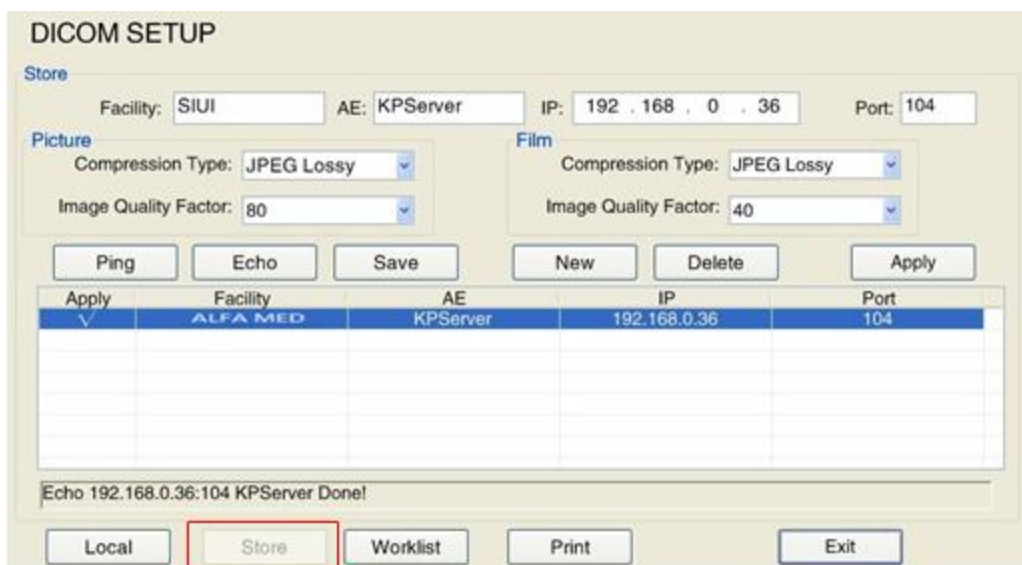 DICOM SETUP
Store
Facility: SIUI AE: KPServer IP: 192 . 168 . 0 . 36 Port: 104
Picture Film
Compression Type: JPEG Lossy Compression Type: JPEG Lossy
Image Quality Factor: 80 Image Quality Factor: 40
Ping Echo Save New Delete Apply
Apply Facility AE IP Port
√ ALFA MED KPServer 192.168.0.36 104
Echo 192.168.0.36:104 KPServer Done!
Local Store Worklist Print Exit